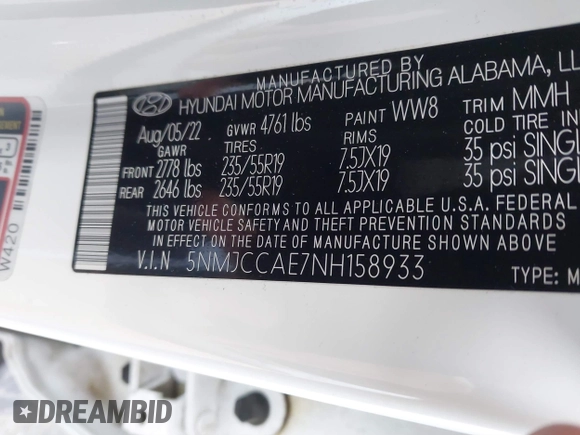 MANUFACTURED BY
HYUNDAI MOTOR MANUFACTURING ALABAMA, LL
Aug/05/22 GVWR 4761 lbs PAINT WW8 TRIM MMH
GAWR TIRES RIMS COLD TIRE IN
FRONT 2778 lbs 235/55R19 7.5JX19 35 psi SINGL
REAR 2646 lbs 235/55R19 7.5JX19 35 psi SINGL
THIS VEHICLE CONFORMS TO ALL APPLICABLE U.S.A. FEDERAL
MOTOR VEHICLE SAFETY AND THEFT PREVENTION STANDARDS
IN EFFECT ON THE DATE OF MANUFACTURE SHOWN ABOVE.
V.I.N 5NMJCCAE7NH158933
TYPE: M
W420
DREAMBID